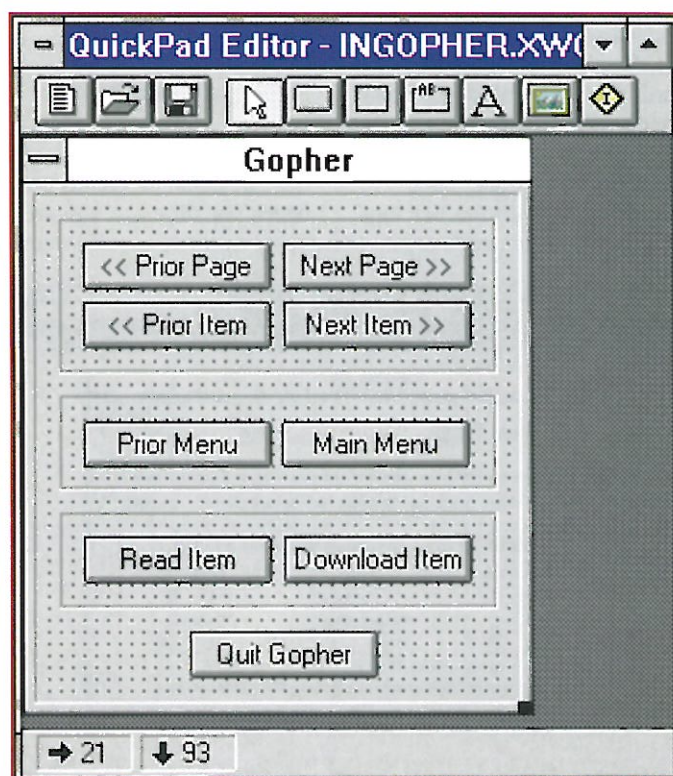 QuickPad Editor - INGOPHER.XW
AB
A
I
Gopher
<< Prior Page Next Page >>
<< Prior Item Next Item >>
Prior Menu Main Menu
Read Item Download Item
Quit Gopher
21 93